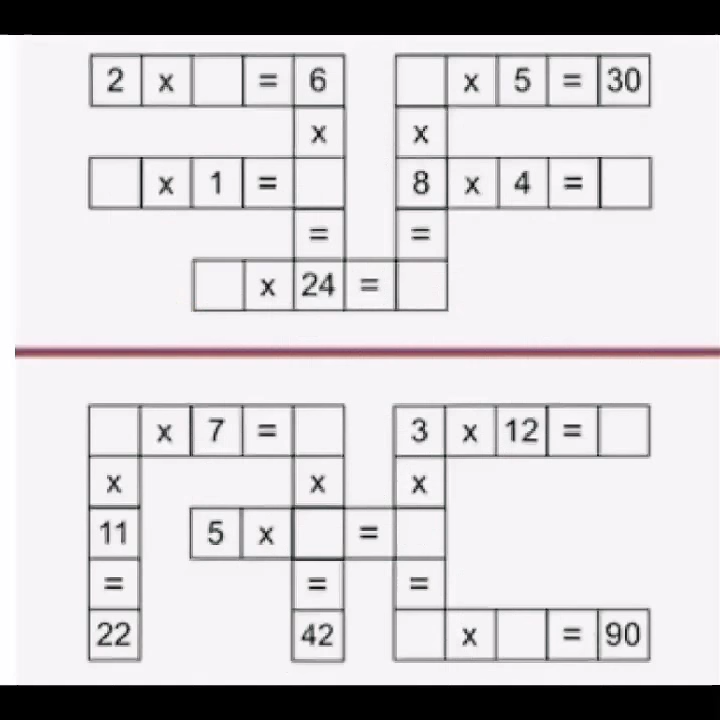 2 x = 6 x 5 = 30
x x
x 1 = 8 x 4 =
= =
x 24 =
x 7 = 3 x 12 =
x x x
11 5 x =
= = =
22 42 x = 90